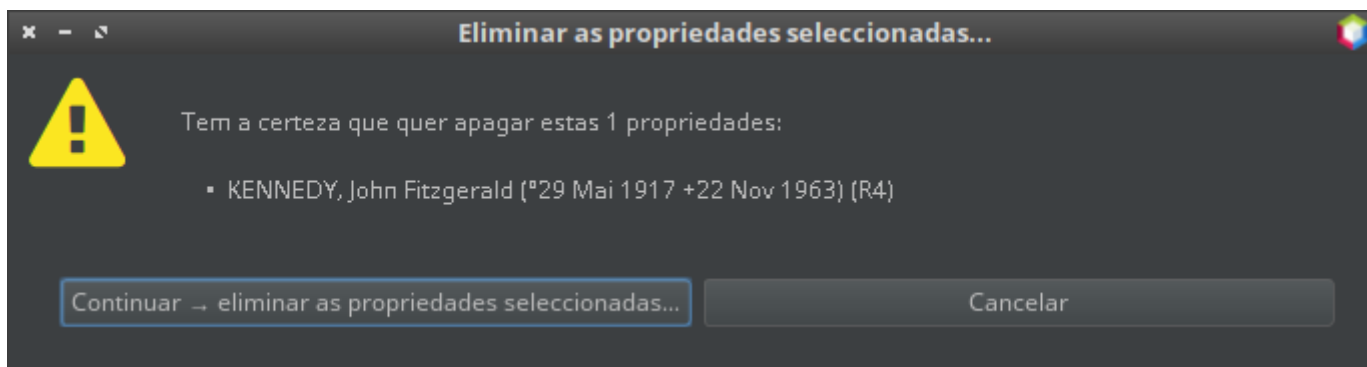 Eliminar as propriedades seleccionadas...
Tem a certeza que quer apagar estas 1 propriedades:
▪ KENNEDY, John Fitzgerald (°29 Mai 1917 +22 Nov 1963) (R4)
Continuar → eliminar as propriedades seleccionadas...
Cancelar